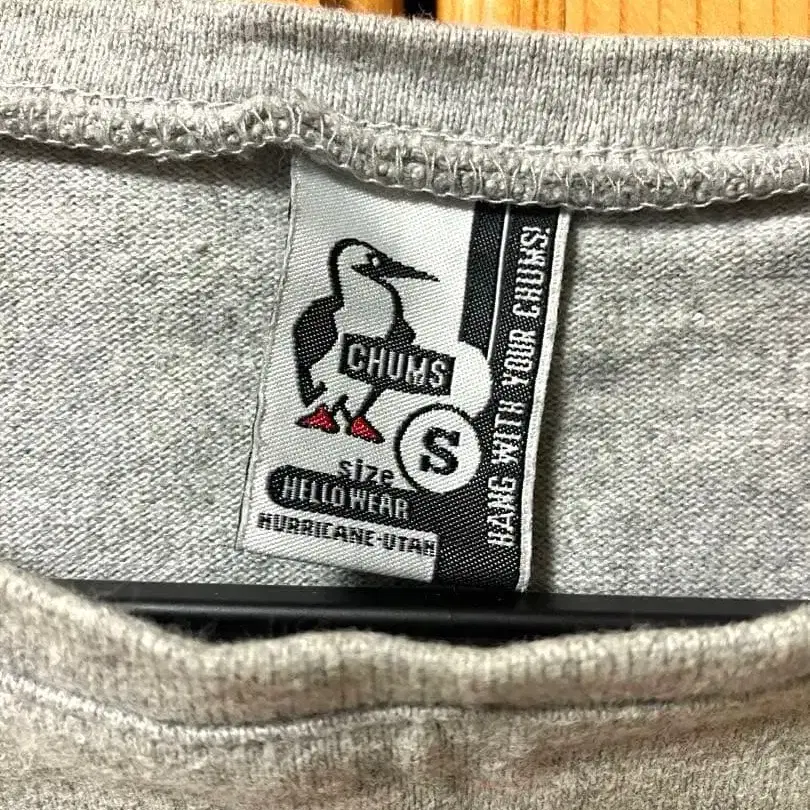 CHUMS
size
S
HELLO WEAR
HURRICANE-UTAH
HANG WITH YOUR CHUMS!